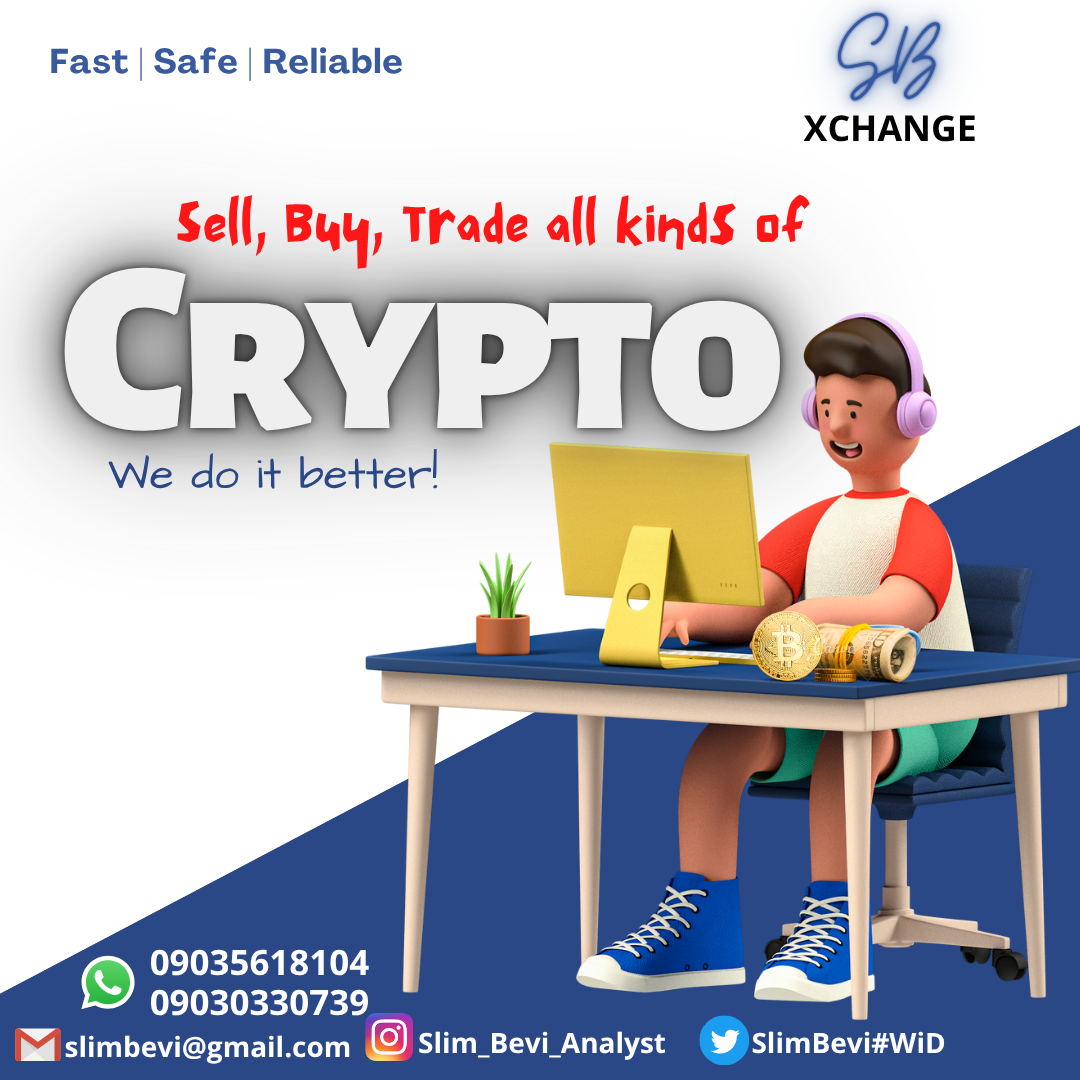 Fast | Safe | Reliable
SB
XCHANGE
Sell, Buy, Trade all kinds of
CRYPTO
We do it better!
09035618104
09030330739
slimbevi@gmail.com
Slim_Bevi_Analyst
SlimBevi#WiD